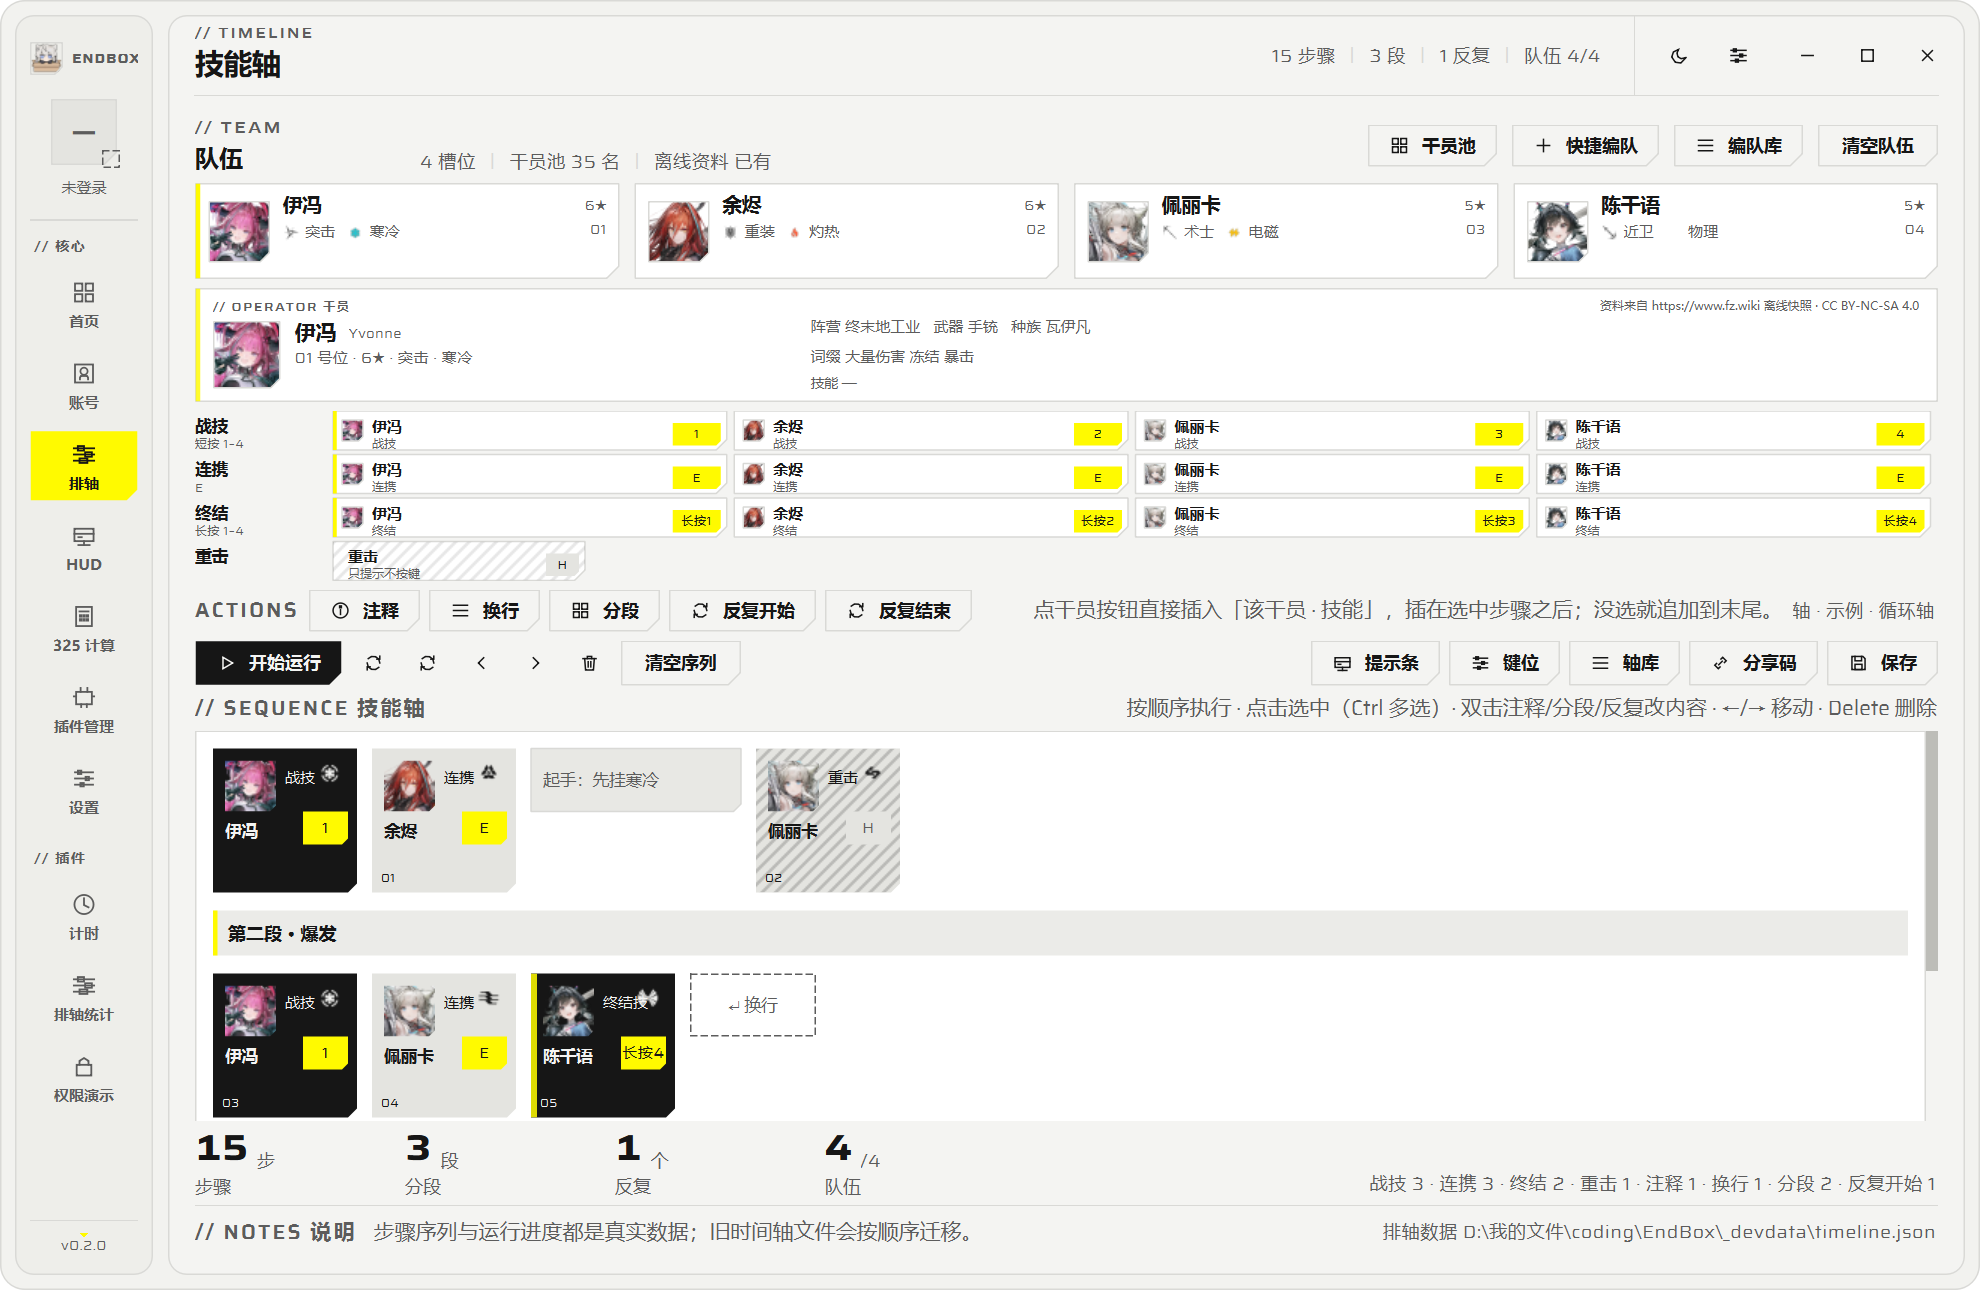 ENDBOX
未登录
// 核心
首页
账号
排轴
HUD
325 计算
插件管理
设置
// 插件
计时
排轴统计
权限演示
v0.2.0
// TIMELINE
技能轴
15 步骤 | 3 段 | 1 反复 | 队伍 4/4
// TEAM
队伍
4 槽位 | 干员池 35 名 | 离线资料 已有
干员池
快捷编队
编队库
清空队伍
伊冯 6★
突击 寒冷 01
余烬 6★
重装 灼热 02
佩丽卡 5★
术士 电磁 03
陈千语 5★
近卫 物理 04
// OPERATOR 干员
伊冯 Yvonne
01 号位 · 6★ · 突击 · 寒冷
阵营 终末地工业 武器 手铳 种族 瓦伊凡
词缀 大量伤害 冻结 暴击
技能 —
资料来自 https://www.fz.wiki 离线快照 · CC BY-NC-SA 4.0
战技
短按 1-4
伊冯
战技
1
余烬
战技
2
佩丽卡
战技
3
陈千语
战技
4
连携
E
伊冯
连携
E
余烬
连携
E
佩丽卡
连携
E
陈千语
连携
E
终结
长按 1-4
伊冯
终结
长按1
余烬
终结
长按2
佩丽卡
终结
长按3
陈千语
终结
长按4
重击
重击
只提示不按键
H
ACTIONS
注释
换行
分段
反复开始
反复结束
点干员按钮直接插入「该干员 · 技能」，插在选中步骤之后；没选就追加到末尾。 轴 · 示例 · 循环轴
开始运行
清空序列
提示条
键位
轴库
分享码
保存
// SEQUENCE 技能轴
按顺序执行 · 点击选中（Ctrl 多选）· 双击注释/分段/反复改内容 · ←/→ 移动 · Delete 删除
战技
伊冯
1
连携
余烬
E
01
起手：先挂寒冷
重击
佩丽卡
H
02
第二段 • 爆发
战技
伊冯
1
03
连携
佩丽卡
E
04
终结技
陈千语
长按4
05
↵ 换行
15 步
步骤
3 段
分段
1 个
反复
4 /4
队伍
战技 3 · 连携 3 · 终结 2 · 重击 1 · 注释 1 · 换行 1 · 分段 2 · 反复开始 1
// NOTES 说明 步骤序列与运行进度都是真实数据；旧时间轴文件会按顺序迁移。
排轴数据 D:\我的文件\coding\EndBox\_devdata\timeline.json